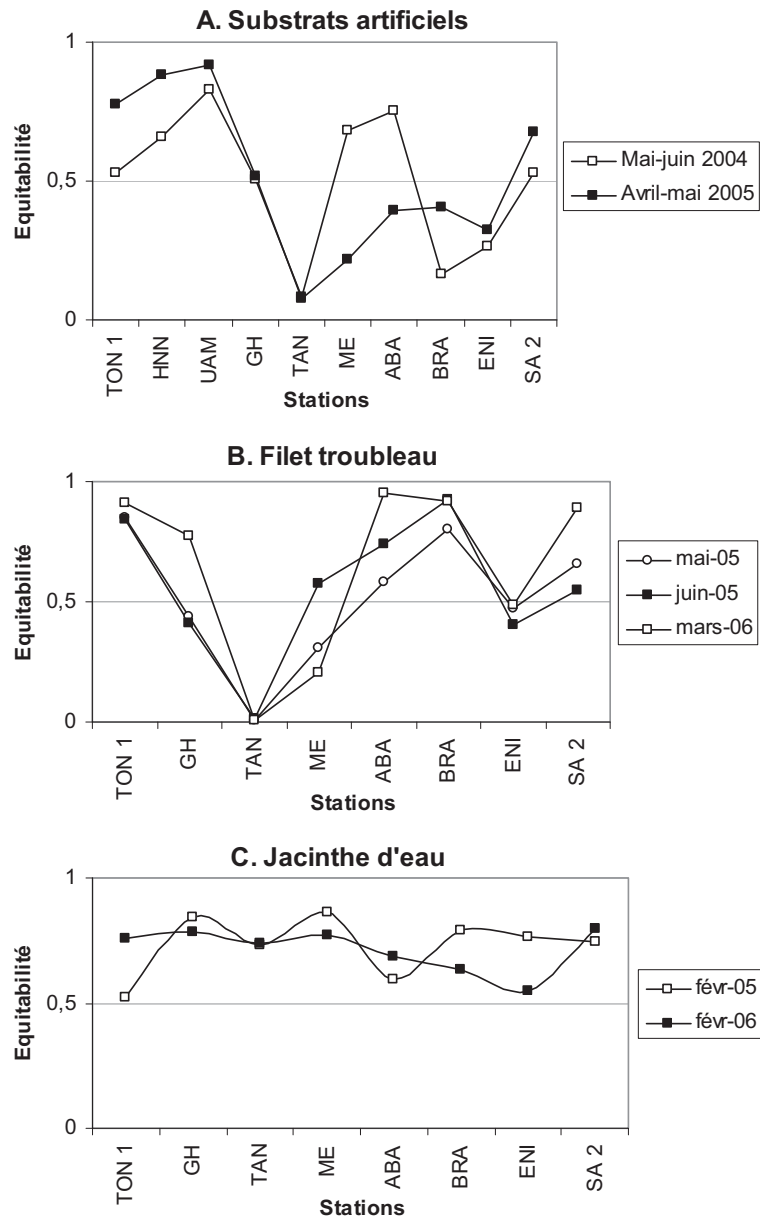 A. Substrats artificiels
1
0,5
0
Equitabilité
TON 1
HNN
UAM
GH
TAN
ME
ABA
BRA
ENI
SA 2
Stations
Mai-juin 2004
Avril-mai 2005
B. Filet troubleau
1
0,5
0
Equitabilité
TON 1
GH
TAN
ME
ABA
BRA
ENI
SA 2
Stations
mai-05
juin-05
mars-06
C. Jacinthe d'eau
1
0,5
0
Equitabilité
TON 1
GH
TAN
ME
ABA
BRA
ENI
SA 2
Stations
févr-05
févr-06